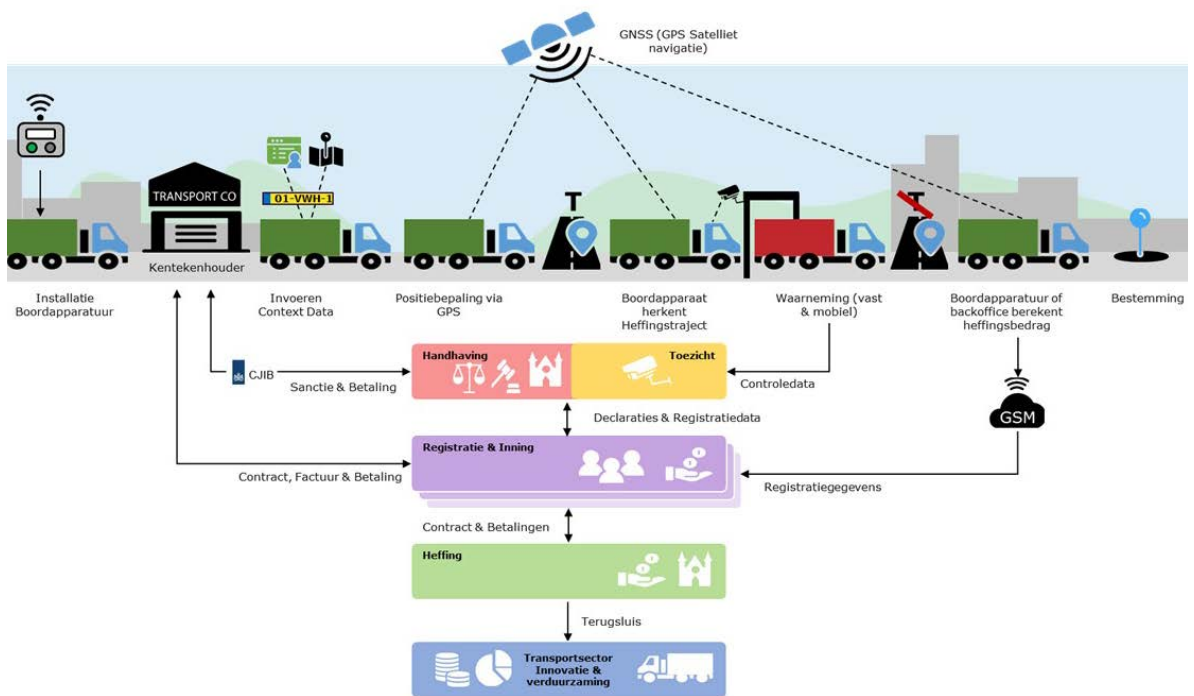 GNSS (GPS Satelliet
navigatie)
TRANSPORT CO
01-VWH-1
T
T
Kentekenhouder
Installatie
Boordapparatuur
Invoeren
Context Data
Positiebepaling via
GPS
Boordapparaat
herkent
Heffingstraject
Waarneming (vast
& mobiel)
Boordapparatuur of
backoffice berekent
heffingsbedrag
Bestemming
Handhaving
Toezicht
CJIB
Sanctie & Betaling
Controledata
GSM
Declaraties & Registratiedata
Registratie & Inning
Contract, Factuur & Betaling
Registratiegegevens
Contract & Betalingen
Heffing
Terugsluis
Transportsector
Innovatie &
verduurzaming